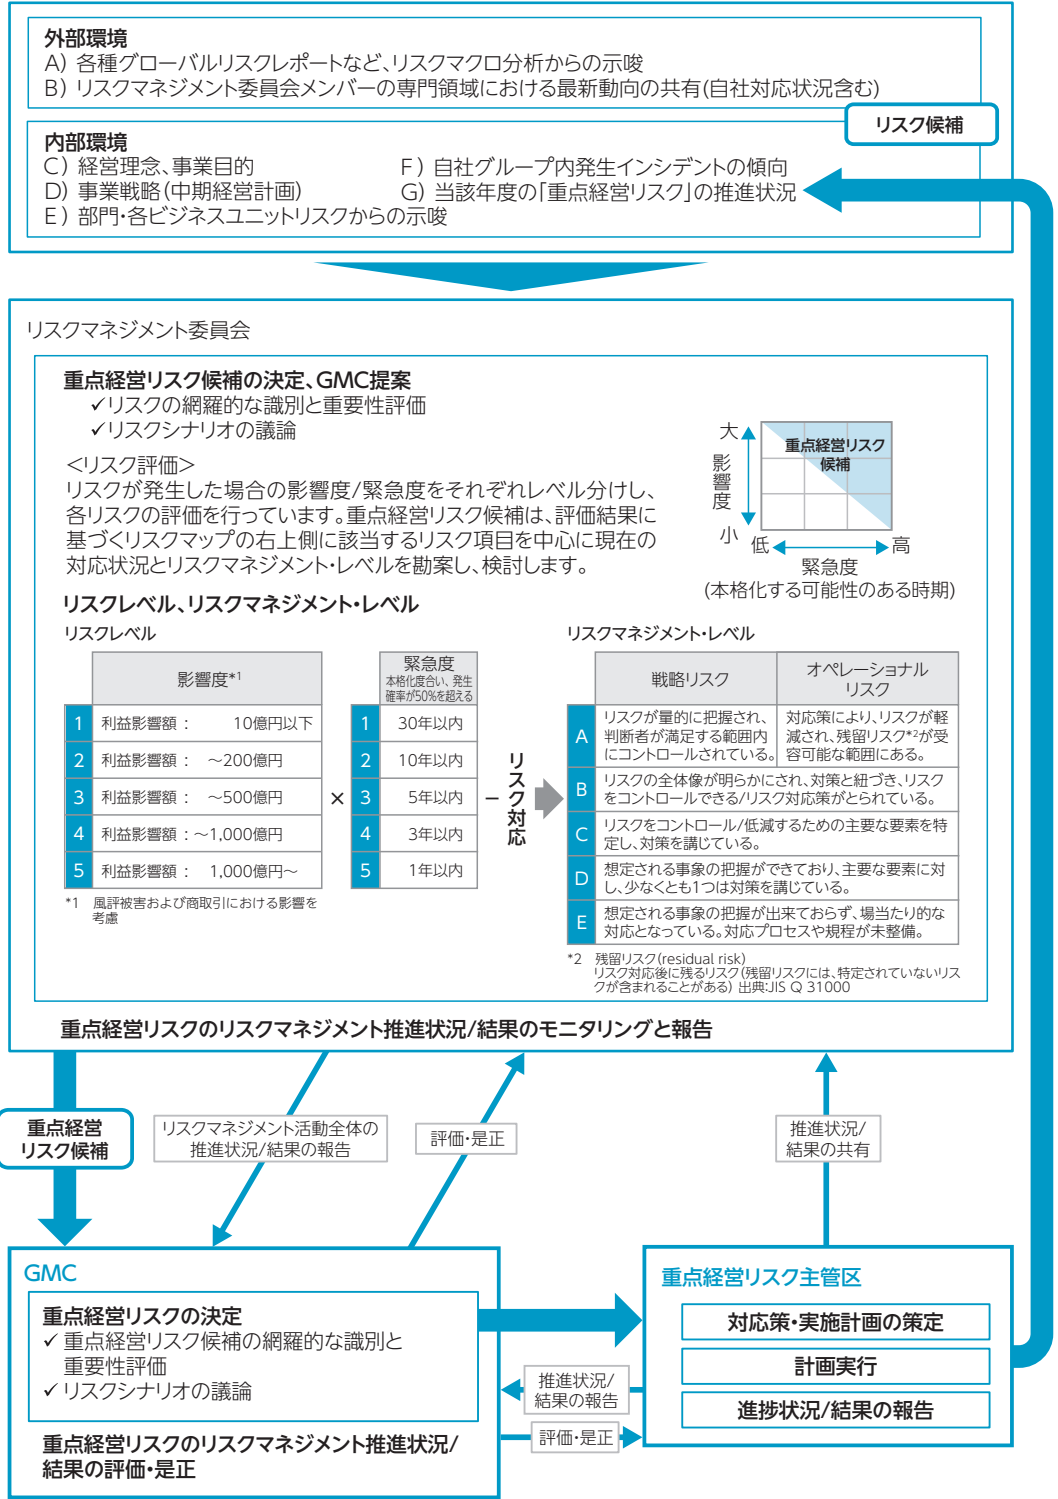 外部環境
A) 各種グローバルリスクレポートなど、リスクマクロ分析からの示唆
B) リスクマネジメント委員会メンバーの専門領域における最新動向の共有(自社対応状況含む)
リスク候補
内部環境
C) 経営理念、事業目的
D) 事業戦略(中期経営計画)
E) 部門・各ビジネスユニットリスクからの示唆
F) 自社グループ内発生インシデントの傾向
G) 当該年度の「重点経営リスク」の推進状況
リスクマネジメント委員会
重点経営リスク候補の決定、GMC提案
✓リスクの網羅的な識別と重要性評価
✓リスクシナリオの議論
＜リスク評価＞
リスクが発生した場合の影響度/緊急度をそれぞれレベル分けし、
各リスクの評価を行っています。重点経営リスク候補は、評価結果に
基づくリスクマップの右上側に該当するリスク項目を中心に現在の
対応状況とリスクマネジメント・レベルを勘案し、検討します。
大
影響度
小
重点経営リスク
候補
低
高
緊急度
(本格化する可能性のある時期)
リスクレベル、リスクマネジメント・レベル
リスクレベル
影響度*1
1 利益影響額： 10億円以下
2 利益影響額： ～200億円
3 利益影響額： ～500億円
4 利益影響額：～1,000億円
5 利益影響額： 1,000億円～
*1 風評被害および商取引における影響を
考慮
×
緊急度
本格化度合い、発生
確率が50%を超える
1 30年以内
2 10年以内
3 5年以内
4 3年以内
5 1年以内
－
リスク対応
リスクマネジメント・レベル
戦略リスク
オペレーショナル
リスク
A
リスクが量的に把握され、
判断者が満足する範囲内
にコントロールされている。
対応策により、リスクが軽
減され、残留リスク*2が受
容可能な範囲にある。
B
リスクの全体像が明らかにされ、対策と紐づき、リスク
をコントロールできる/リスク対応策がとられている。
C
リスクをコントロール/低減するための主要な要素を特
定し、対策を講じている。
D
想定される事象の把握ができており、主要な要素に対
し、少なくとも1つは対策を講じている。
E
想定される事象の把握が出来ておらず、場当たり的な
対応となっている。対応プロセスや規程が未整備。
*2 残留リスク(residual risk)
リスク対応後に残るリスク(残留リスクには、特定されていないリス
クが含まれることがある) 出典:JIS Q 31000
重点経営リスクのリスクマネジメント推進状況/結果のモニタリングと報告
重点経営
リスク候補
リスクマネジメント活動全体の
推進状況/結果の報告
評価・是正
推進状況/
結果の共有
GMC
重点経営リスクの決定
✓ 重点経営リスク候補の網羅的な識別と
重要性評価
✓ リスクシナリオの議論
重点経営リスクのリスクマネジメント推進状況/
結果の評価・是正
推進状況/
結果の報告
評価・是正
重点経営リスク主管区
対応策・実施計画の策定
計画実行
進捗状況/結果の報告